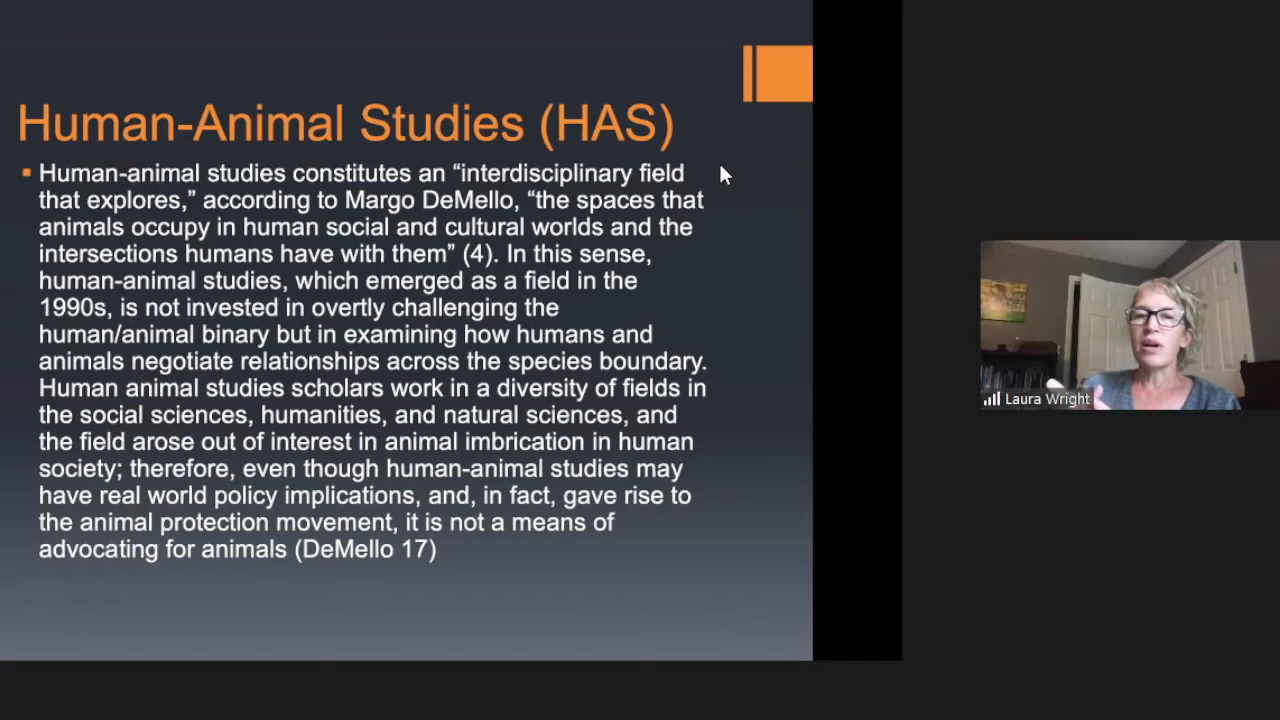 Human-Animal Studies (HAS)
Human-animal studies constitutes an “interdisciplinary field
that explores,” according to Margo DeMello, “the spaces that
animals occupy in human social and cultural worlds and the
intersections humans have with them” (4). In this sense,
human-animal studies, which emerged as a field in the
1990s, is not invested in overtly challenging the
human/animal binary but in examining how humans and
animals negotiate relationships across the species boundary.
Human animal studies scholars work in a diversity of fields in
the social sciences, humanities, and natural sciences, and
the field arose out of interest in animal imbrication in human
society; therefore, even though human-animal studies may
have real world policy implications, and, in fact, gave rise to
the animal protection movement, it is not a means of
advocating for animals (DeMello 17)
Laura Wright